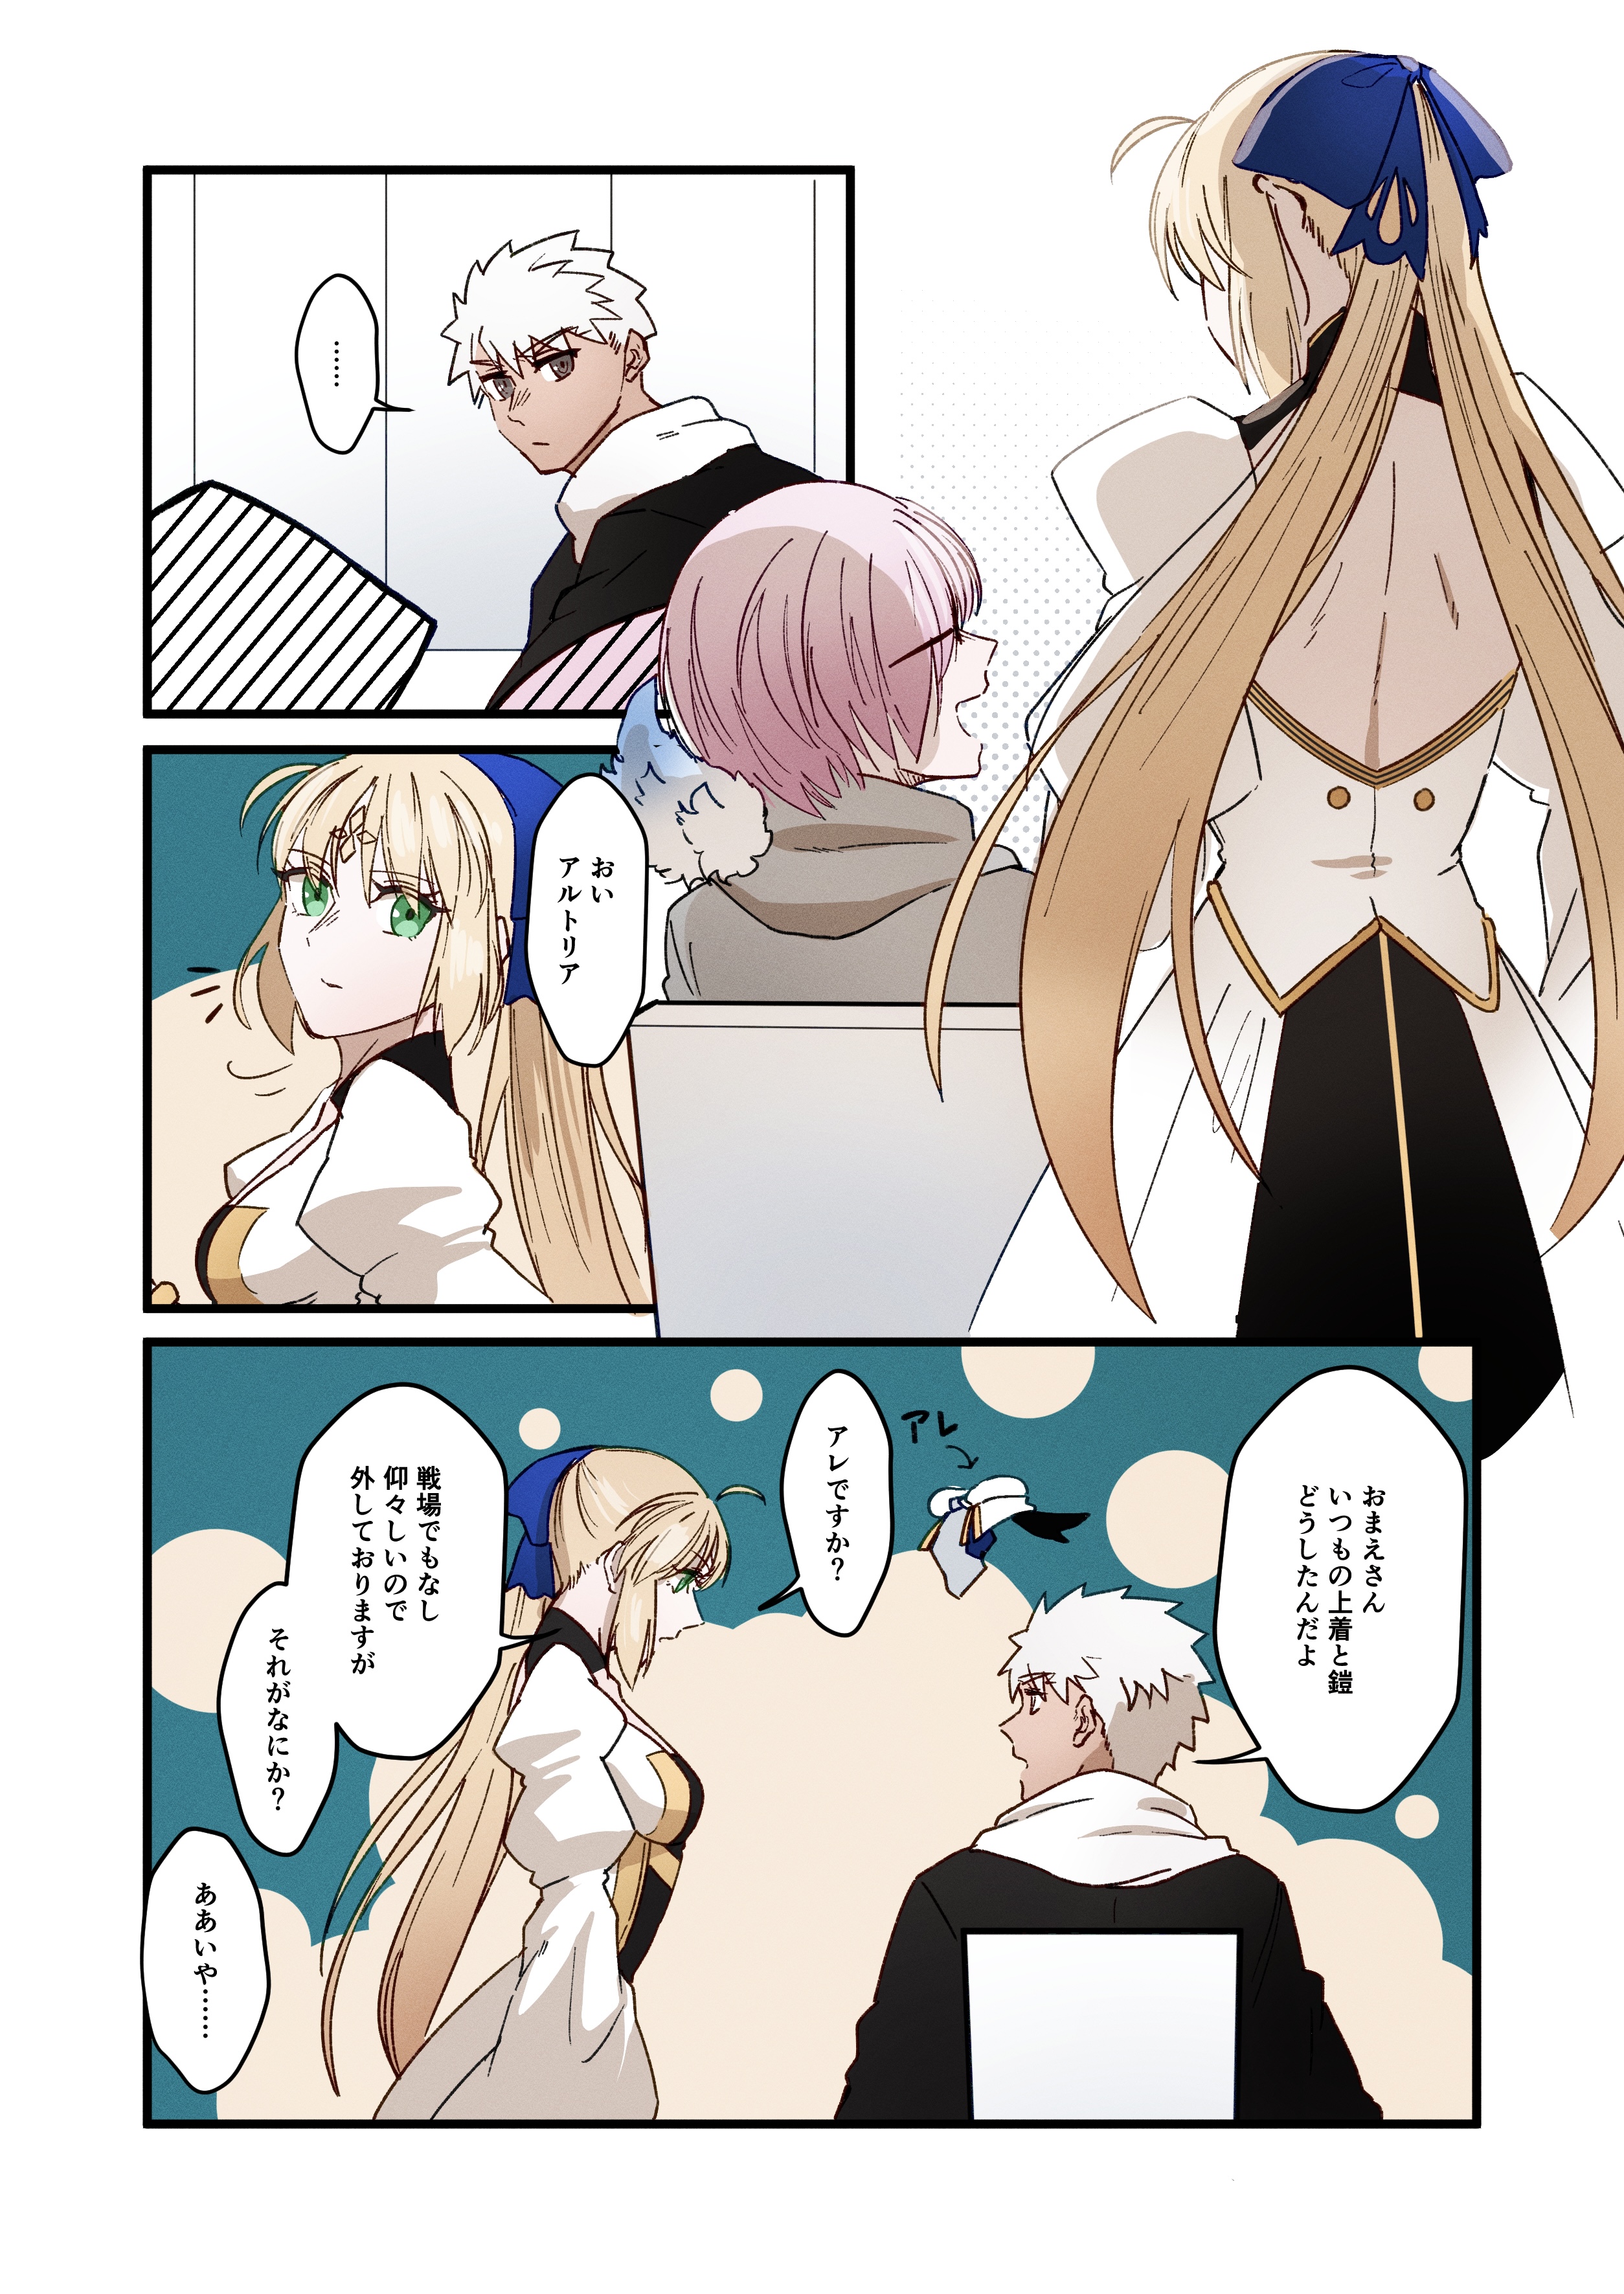 ……
おい
アルトリア
おまえさん
いつもの上着と鎧
どうしたんだよ
アレ
アレですか？
戦場でもなし
仰々しいので
外しておりますが
それがなにか？
ああいや……